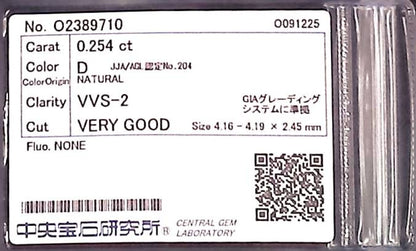 No. O2389710 O091225
Carat 0.254 ct
Color D JJA/AGL 認定No.204
ColorOrigin NATURAL
Clarity VVS-2 GIAグレーディング
システムに準拠
Cut VERY GOOD Size 4.16 - 4.19 × 2.45 mm
Fluo. NONE
中央宝石研究所® CENTRAL GEM
LABORATORY